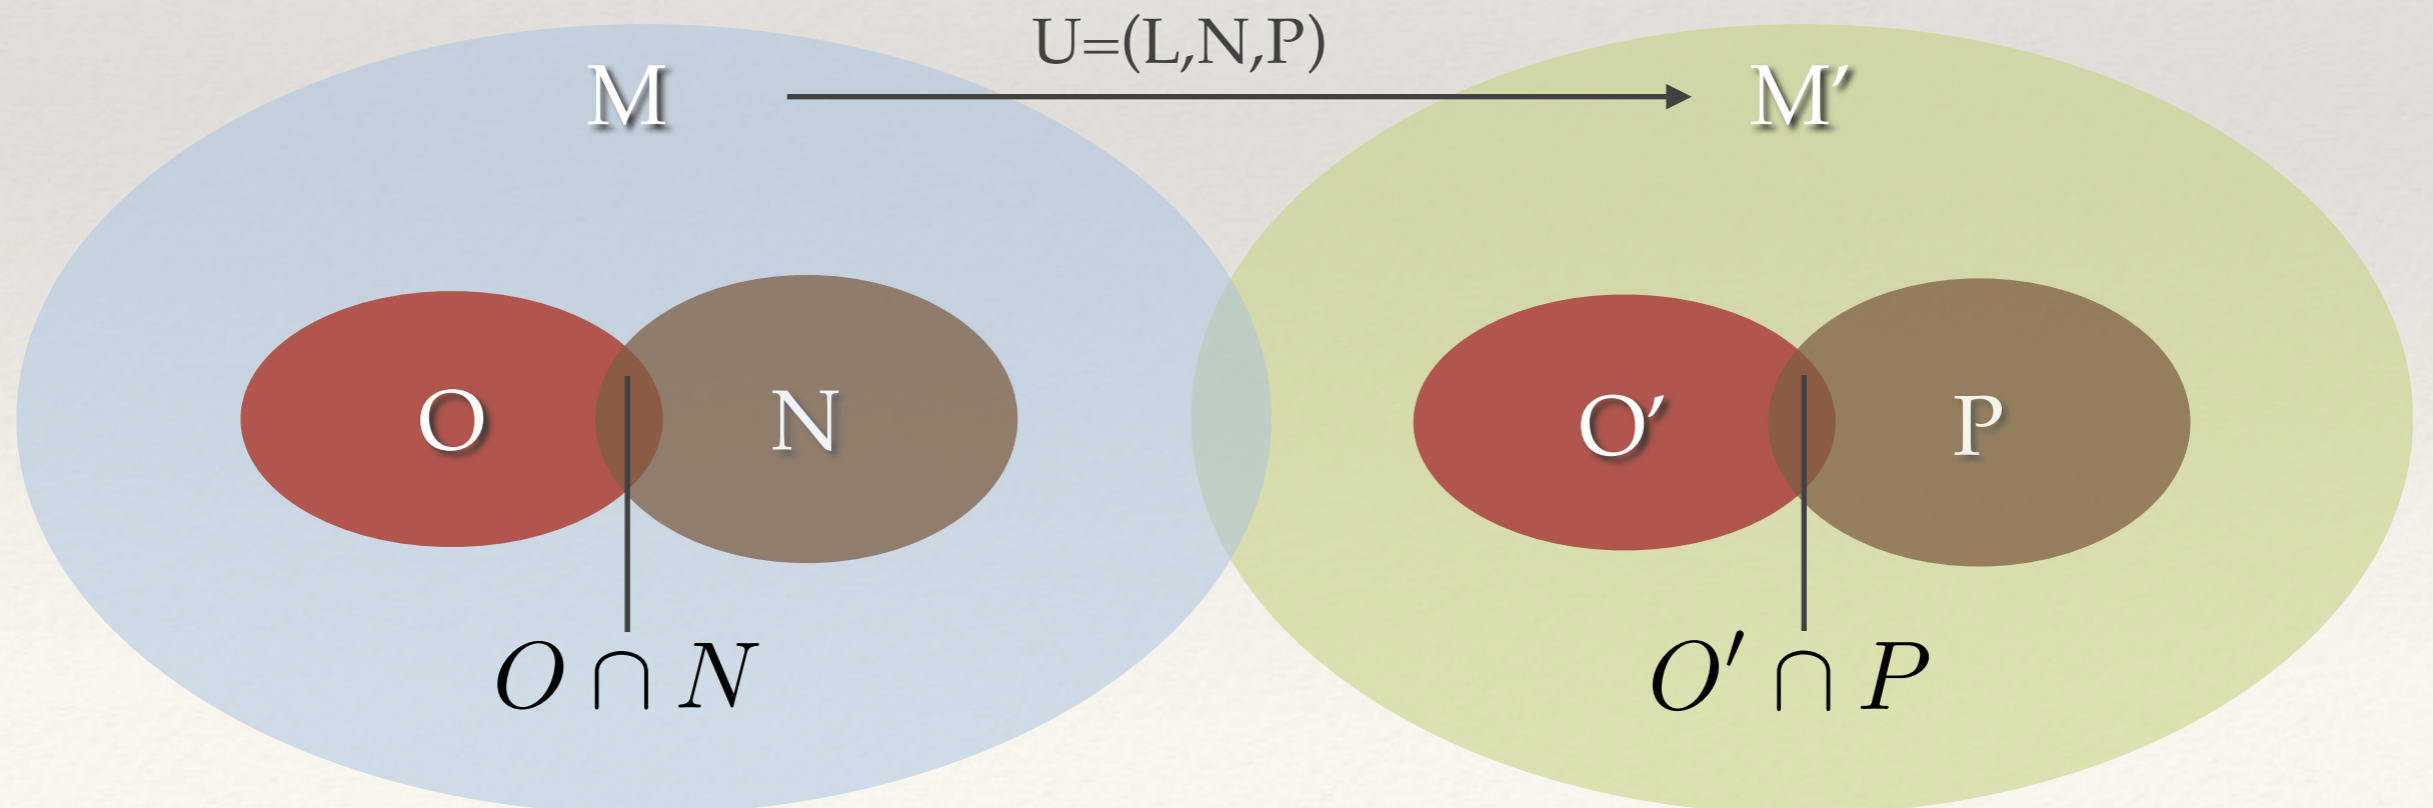 U=(L,N,P)
M M′
O N O′ P
O ∩ N O′ ∩ P